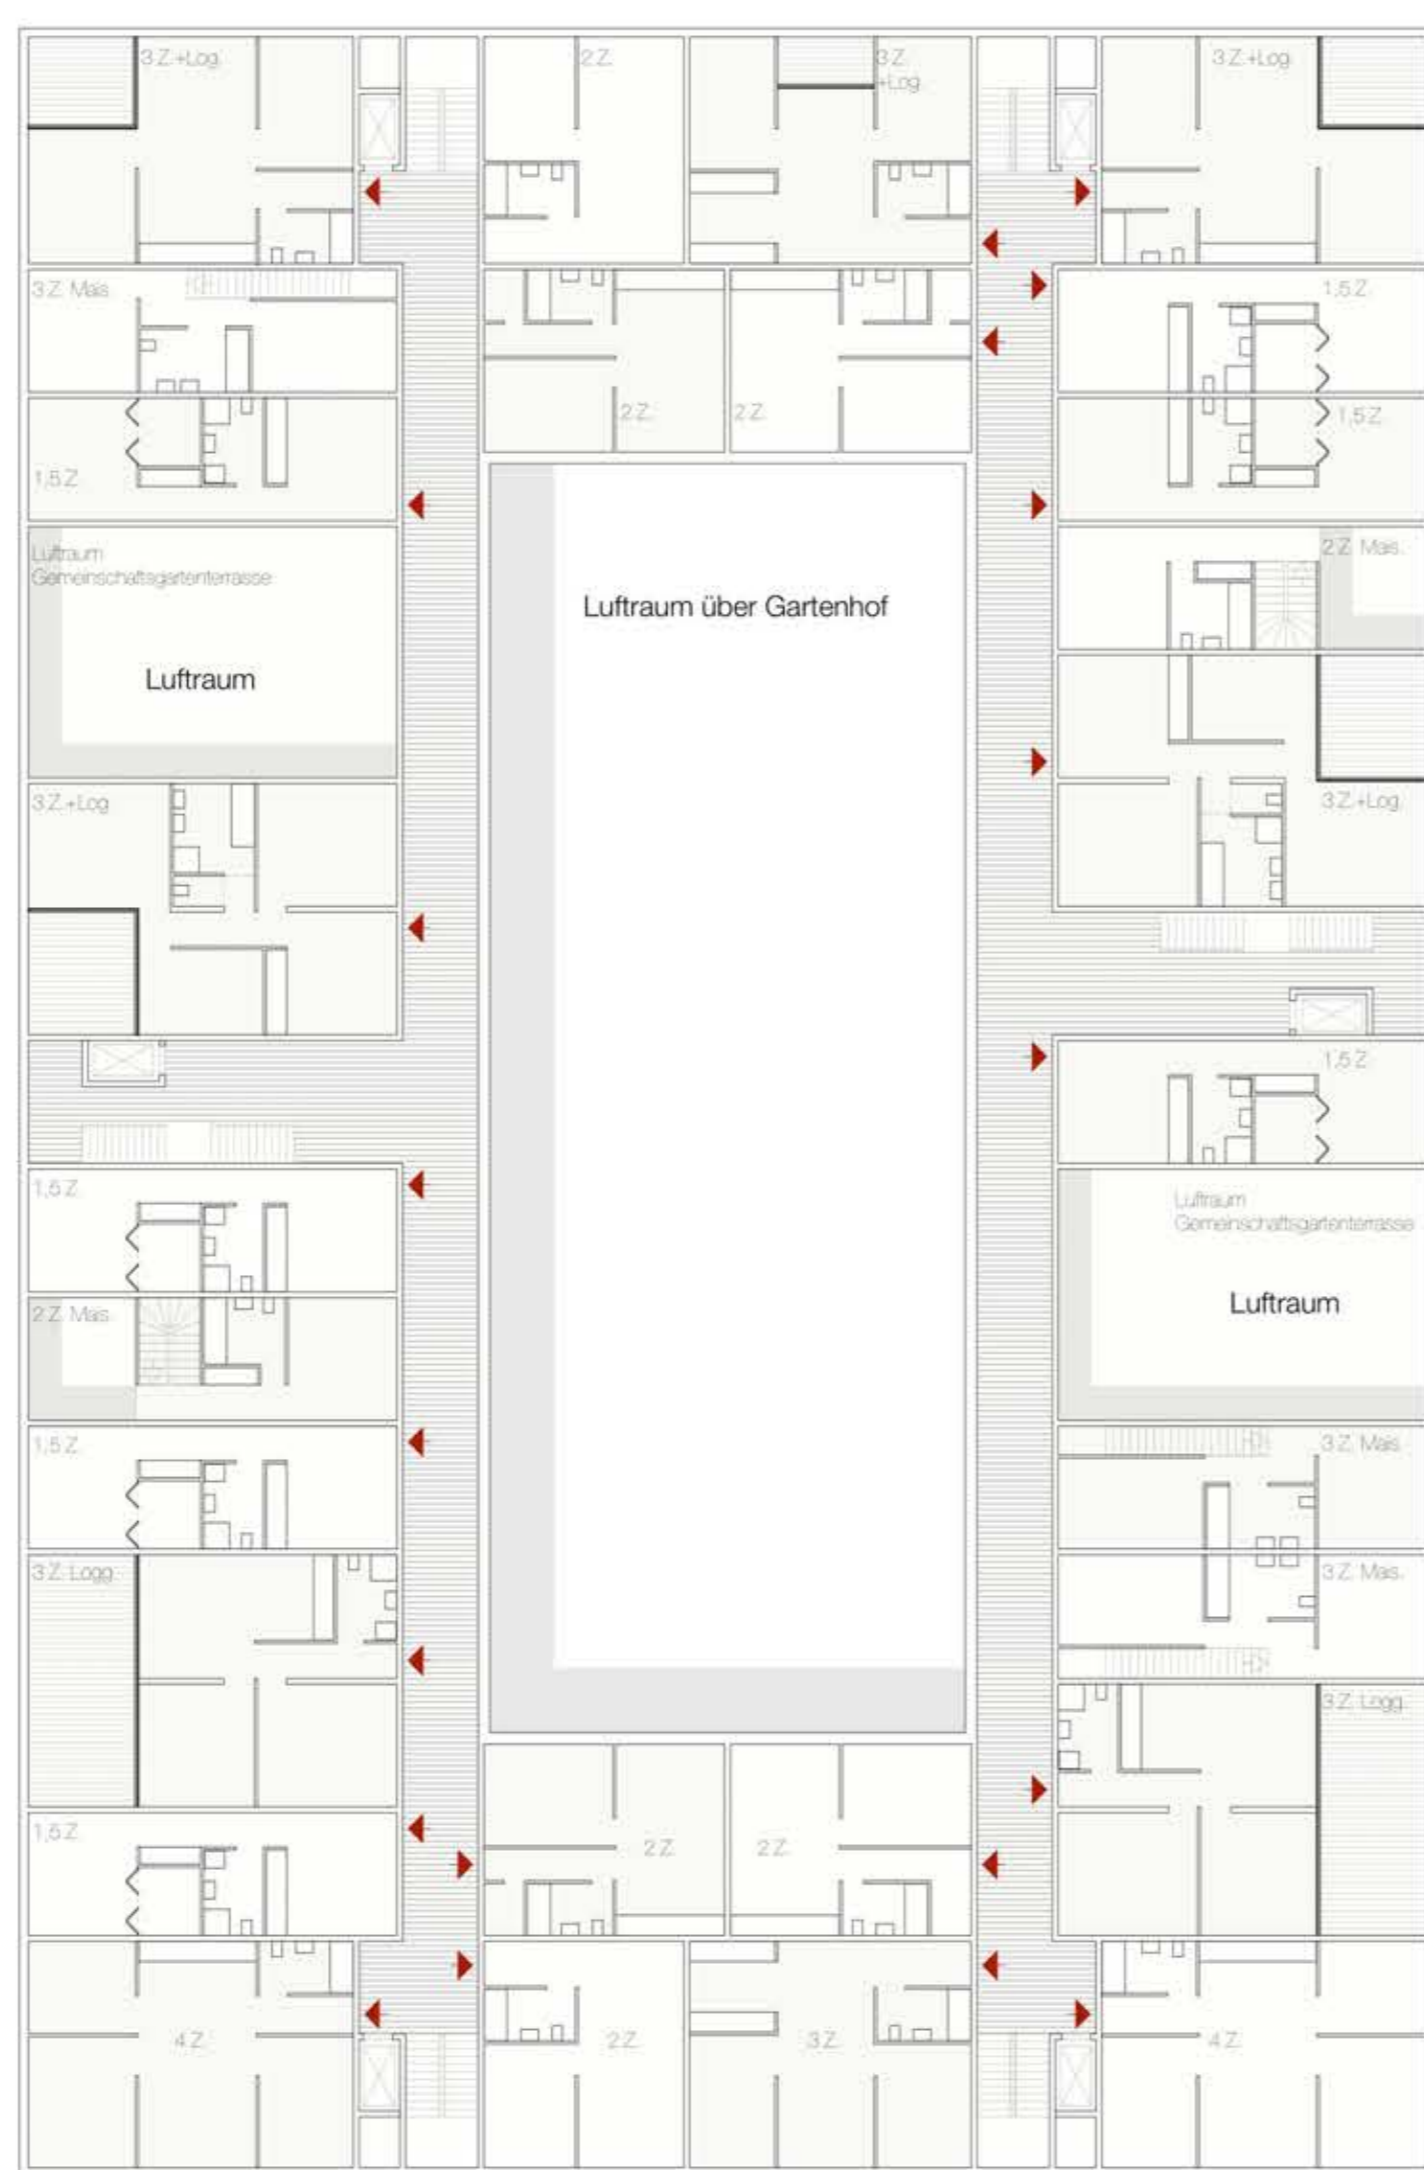 3 Z.+Log.
2 Z.
3 Z.
+Log.
3 Z.+Log.
3 Z. Mais.
1,5 Z.
2 Z.
2 Z.
1,5 Z.
1,5 Z.
Luftraum
Gemeinschaftsgartenterrasse
Luftraum
Luftraum über Gartenhof
2 Z. Mais.
3 Z.+Log.
3 Z.+Log.
1,5 Z.
1,5 Z.
Luftraum
Gemeinschaftsgartenterrasse
Luftraum
2 Z. Mais.
1,5 Z.
3 Z. Mais.
3 Z. Logg.
3 Z. Mais.
3 Z. Logg.
1,5 Z.
2 Z.
2 Z.
4 Z.
2 Z.
3 Z.
4 Z.